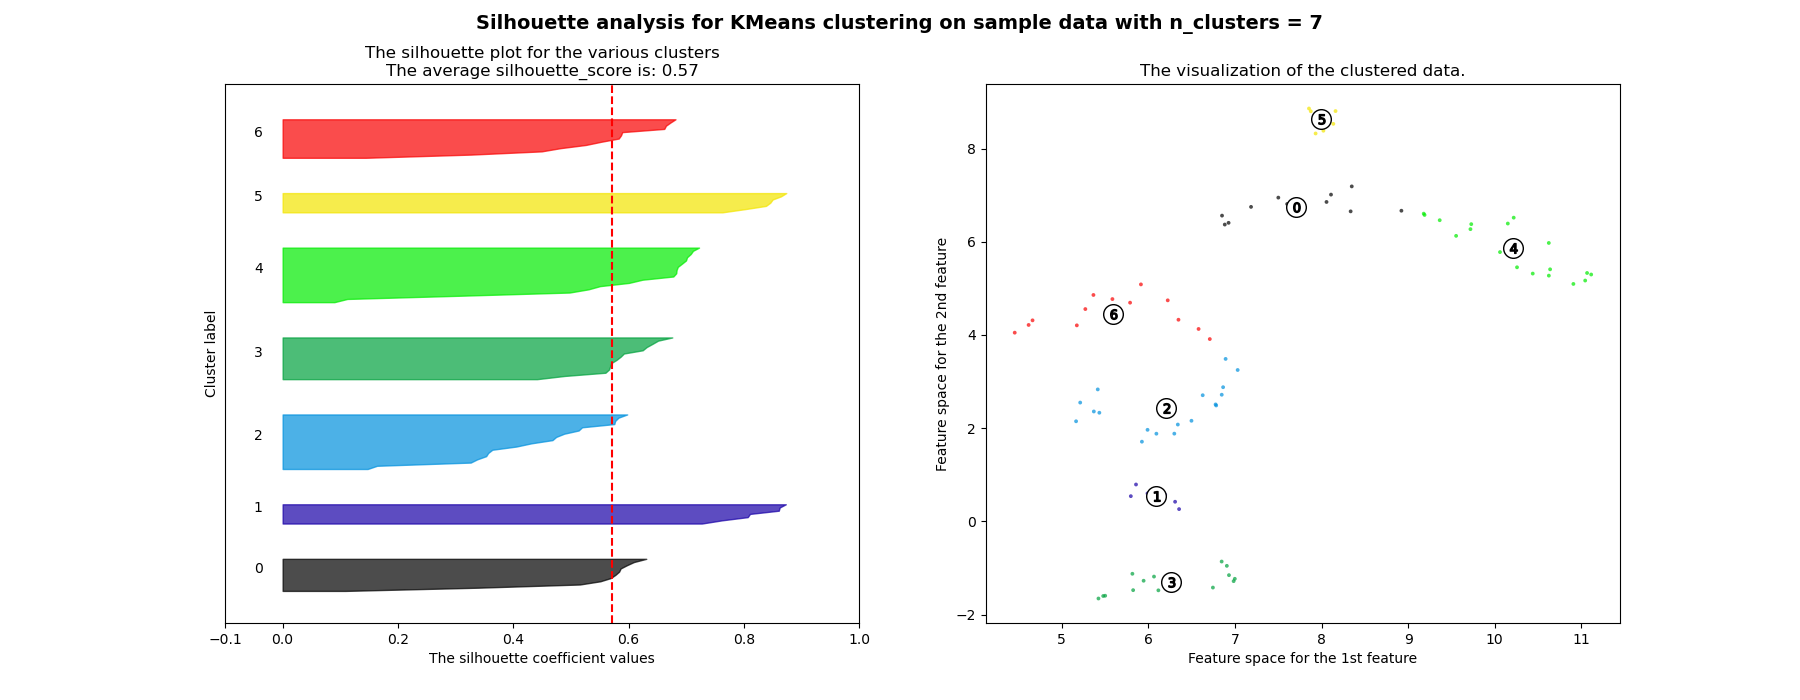 Silhouette analysis for KMeans clustering on sample data with n_clusters = 7
The silhouette plot for the various clusters
The average silhouette_score is: 0.57
Cluster label
6
5
4
3
2
1
0
−0.1 0.0 0.2 0.4 0.6 0.8 1.0
The silhouette coefficient values
The visualization of the clustered data.
Feature space for the 2nd feature
8
6
4
2
0
−2
5
0
4
6
2
1
3
5 6 7 8 9 10 11
Feature space for the 1st feature